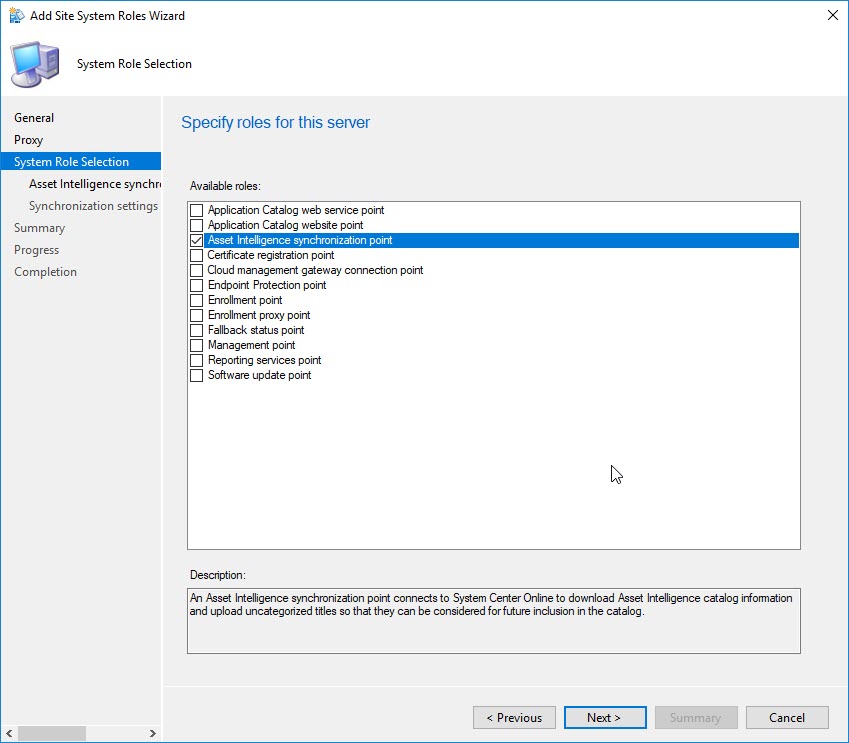 Add Site System Roles Wizard
System Role Selection
General
Proxy
System Role Selection
Asset Intelligence synchr
Synchronization settings
Summary
Progress
Completion
Specify roles for this server
Available roles:
Application Catalog web service point
Application Catalog website point
Asset Intelligence synchronization point
Certificate registration point
Cloud management gateway connection point
Endpoint Protection point
Enrollment point
Enrollment proxy point
Fallback status point
Management point
Reporting services point
Software update point
Description:
An Asset Intelligence synchronization point connects to System Center Online to download Asset Intelligence catalog information
and upload uncategorized titles so that they can be considered for future inclusion in the catalog.
< Previous
Next >
Summary
Cancel